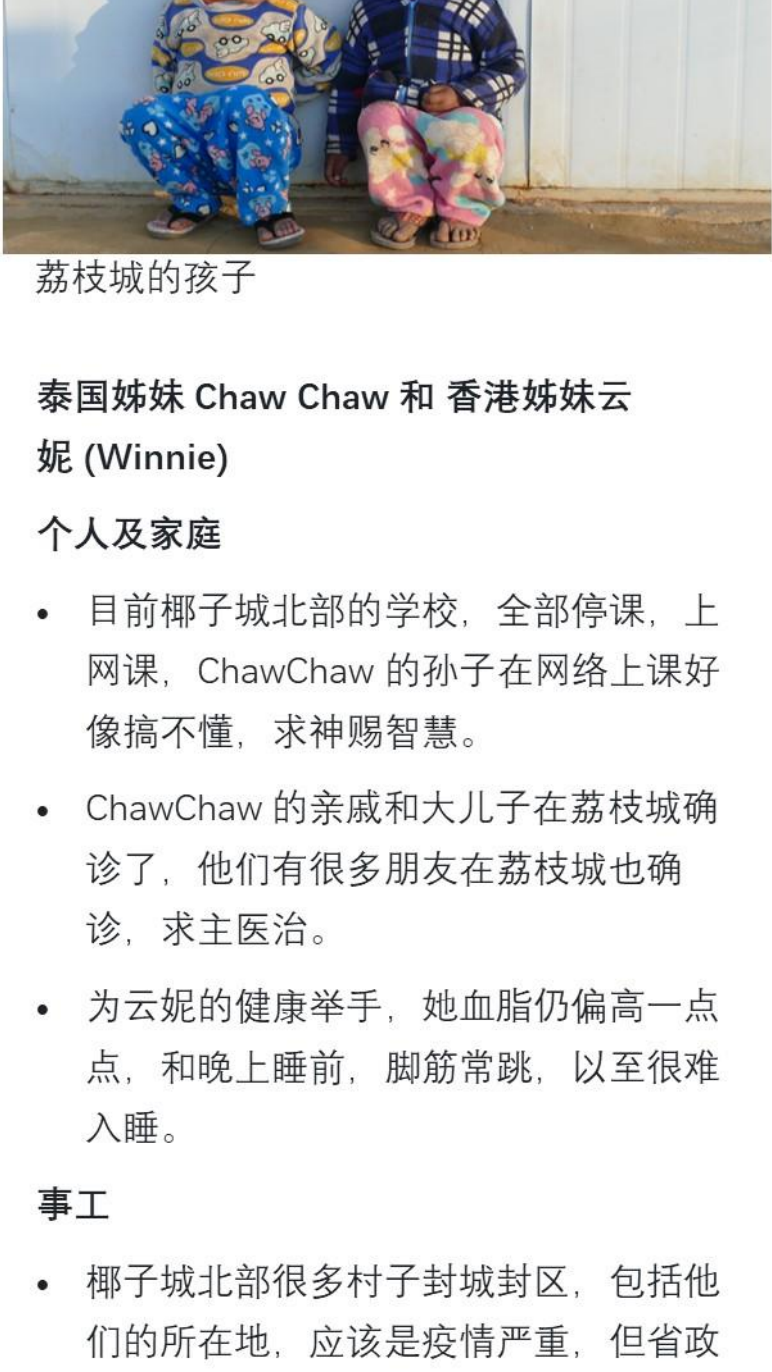 荔枝城的孩子
泰国姊妹 Chaw Chaw 和 香港姊妹云
妮 (Winnie)
个人及家庭
• 目前椰子城北部的学校，全部停课，上
网课，ChawChaw 的孙子在网络上课好
像搞不懂，求神赐智慧。
• ChawChaw 的亲戚和大儿子在荔枝城确
诊了，他们有很多朋友在荔枝城也确
诊，求主医治。
• 为云妮的健康举手，她血脂仍偏高一点
点，和晚上睡前，脚筋常跳，以至很难
入睡。
事工
• 椰子城北部很多村子封城封区，包括他
们的所在地，应该是疫情严重，但省政